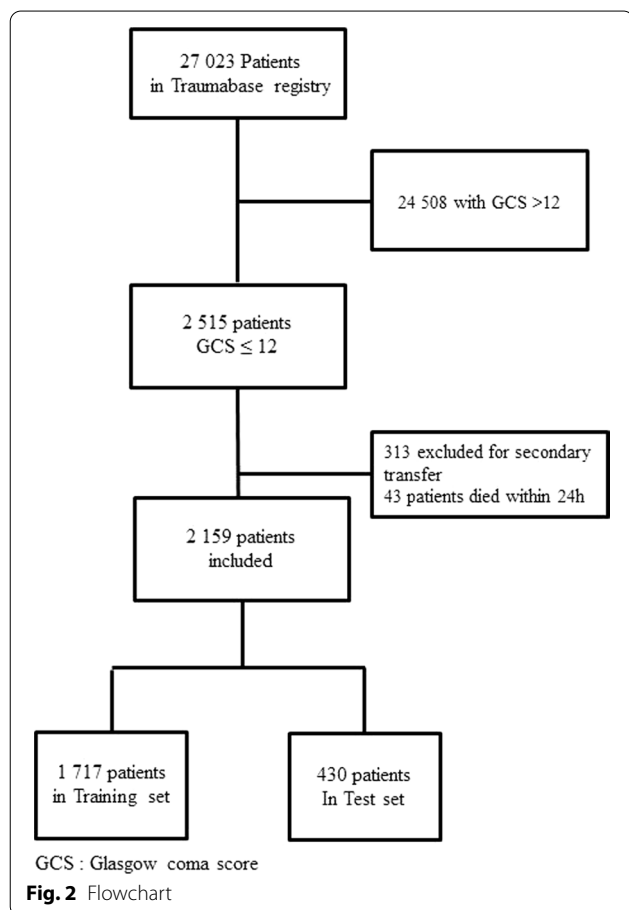 27 023 Patients
in Traumabase registry
24 508 with GCS >12
2 515 patients
GCS ≤ 12
313 excluded for secondary
transfer
43 patients died within 24h
2 159 patients
included
1 717 patients
in Training set
430 patients
In Test set
GCS : Glasgow coma score
Fig. 2 Flowchart